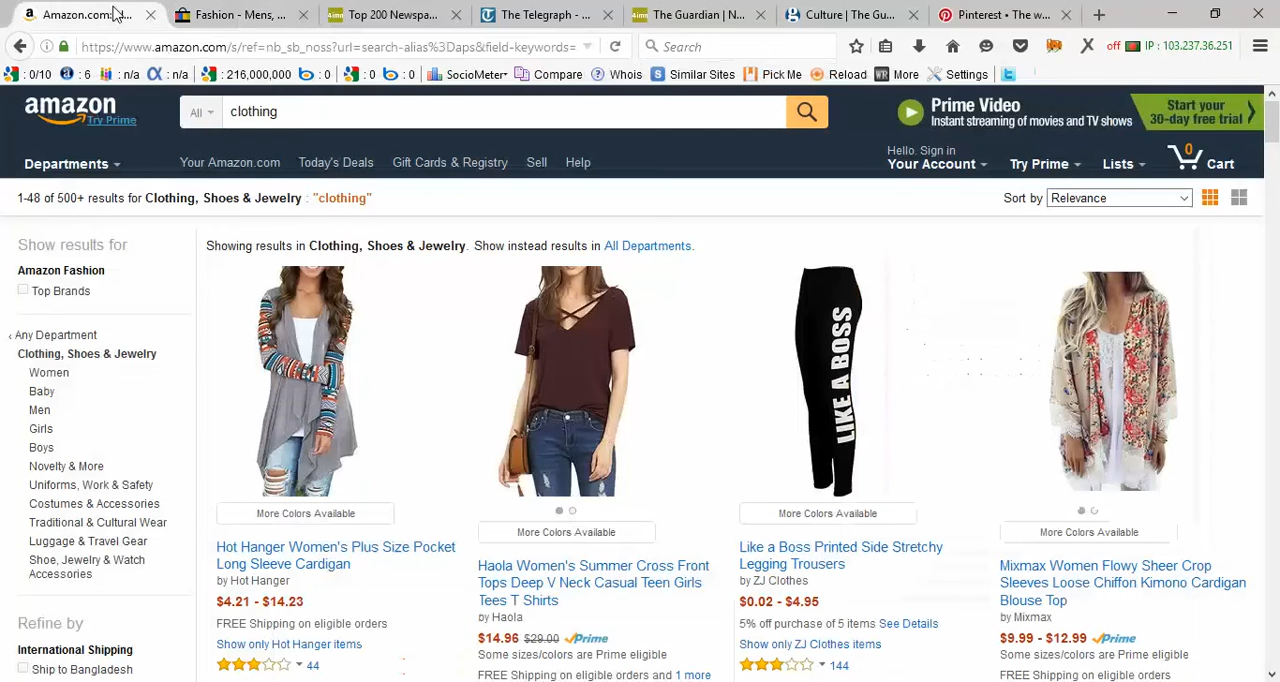 Amazon.com:
Fashion - Mens, ...
Top 200 Newspa...
The Telegraph - ...
The Guardian | N...
Culture | The Gu...
Pinterest • The w...
https://www.amazon.com/s/ref=nb_sb_noss?url=search-alias%3Daps&field-keywords=
Search
off IP : 103.237.36.251
: 0/10 : 6 : n/a : n/a : 216,000,000 : 0 : 0 : 0 SocioMeter Compare Whois Similar Sites Pick Me Reload More Settings
amazon
Try Prime
All
clothing
Prime Video
Instant streaming of movies and TV shows
Start your
30-day free trial
Departments
Your Amazon.com Today's Deals Gift Cards & Registry Sell Help
Hello. Sign in
Your Account
Try Prime
Lists
0
Cart
1-48 of 500+ results for Clothing, Shoes & Jewelry : "clothing"
Sort by Relevance
Show results for
Amazon Fashion
Top Brands
Any Department
Clothing, Shoes & Jewelry
Women
Baby
Men
Girls
Boys
Novelty & More
Uniforms, Work & Safety
Costumes & Accessories
Traditional & Cultural Wear
Luggage & Travel Gear
Shoe, Jewelry & Watch
Accessories
Refine by
International Shipping
Ship to Bangladesh
Showing results in Clothing, Shoes & Jewelry. Show instead results in All Departments.
More Colors Available
Hot Hanger Women's Plus Size Pocket
Long Sleeve Cardigan
by Hot Hanger
$4.21 - $14.23
FREE Shipping on eligible orders
Show only Hot Hanger items
44
More Colors Available
Haola Women's Summer Cross Front
Tops Deep V Neck Casual Teen Girls
Tees T Shirts
by Haola
$14.96 $29.00 Prime
Some sizes/colors are Prime eligible
FREE Shipping on eligible orders and 1 more
LIKE A BOSS
More Colors Available
Like a Boss Printed Side Stretchy
Legging Trousers
by ZJ Clothes
$0.02 - $4.95
5% off purchase of 5 items See Details
Show only ZJ Clothes items
144
More Colors Available
Mixmax Women Flowy Sheer Crop
Sleeves Loose Chiffon Kimono Cardigan
Blouse Top
by Mixmax
$9.99 - $12.99 Prime
Some sizes/colors are Prime eligible
FREE Shipping on eligible orders